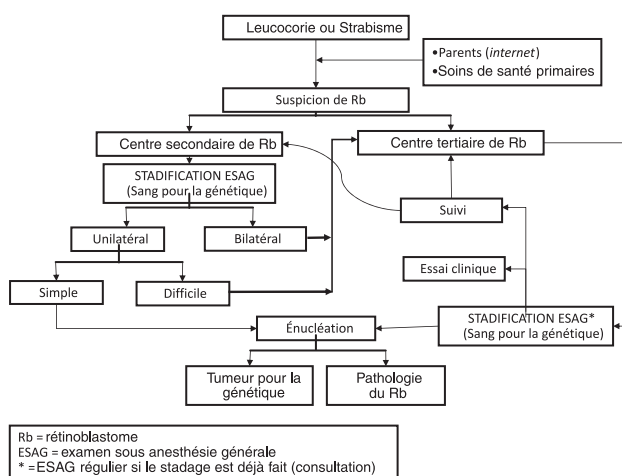 Leucocorie ou Strabisme
•Parents (internet)
•Soins de santé primaires
Suspicion de Rb
Centre secondaire de Rb
Centre tertiaire de Rb
STADIFICATION ESAG
(Sang pour la génétique)
Suivi
Unilatéral
Bilatéral
Essai clinique
Simple
Difficile
STADIFICATION ESAG*
(Sang pour la génétique)
Énucléation
Tumeur pour la
génétique
Pathologie
du Rb
Rb = rétinoblastome
ESAG = examen sous anesthésie générale
* =ESAG régulier si le stadage est déjà fait (consultation)